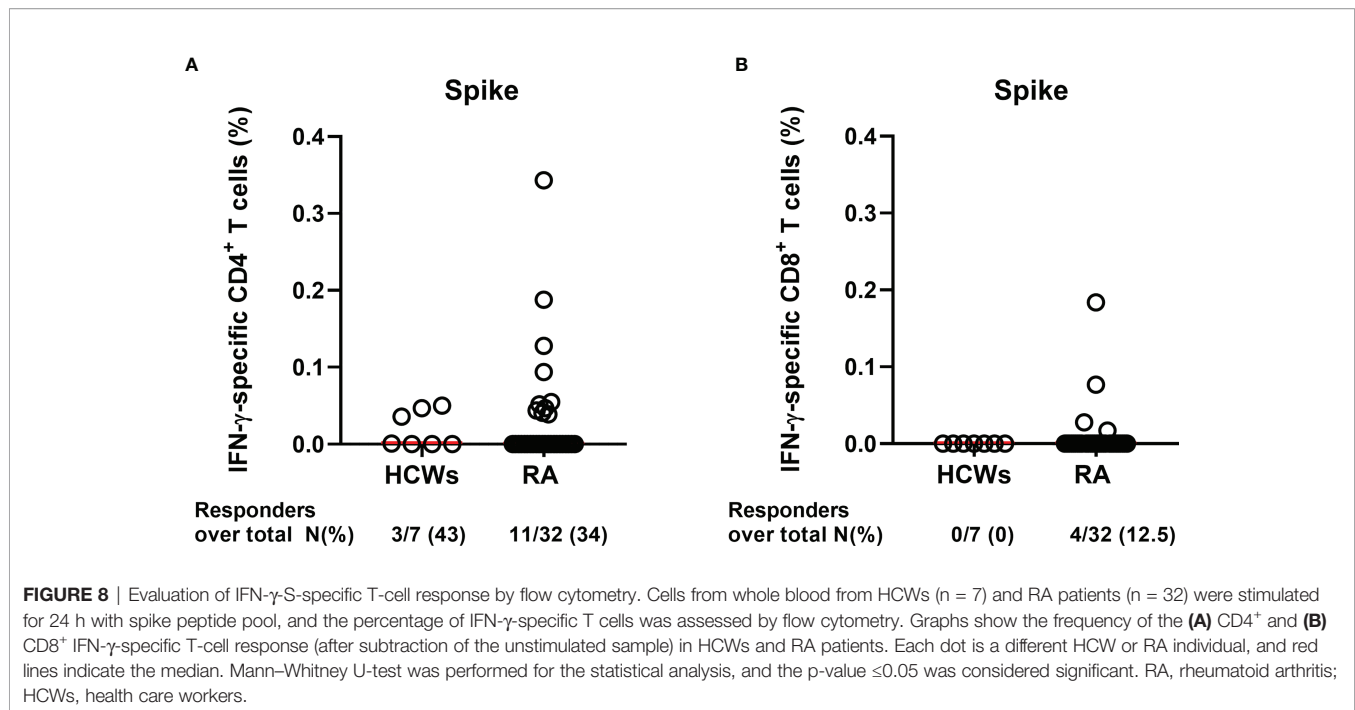 A
Spike
IFN-γ-specific CD4+ T cells (%)
0.4
0.3
0.2
0.1
0.0
HCWs RA
Responders
over total N(%) 3/7 (43) 11/32 (34)
B
Spike
IFN-γ-specific CD8+ T cells (%)
0.4
0.3
0.2
0.1
0.0
HCWs RA
Responders
over total N(%) 0/7 (0) 4/32 (12.5)
FIGURE 8 | Evaluation of IFN-γ-S-specific T-cell response by flow cytometry. Cells from whole blood from HCWs (n = 7) and RA patients (n = 32) were stimulated
for 24 h with spike peptide pool, and the percentage of IFN-γ-specific T cells was assessed by flow cytometry. Graphs show the frequency of the (A) CD4+ and (B)
CD8+ IFN-γ-specific T-cell response (after subtraction of the unstimulated sample) in HCWs and RA patients. Each dot is a different HCW or RA individual, and red
lines indicate the median. Mann–Whitney U-test was performed for the statistical analysis, and the p-value ≤0.05 was considered significant. RA, rheumatoid arthritis;
HCWs, health care workers.